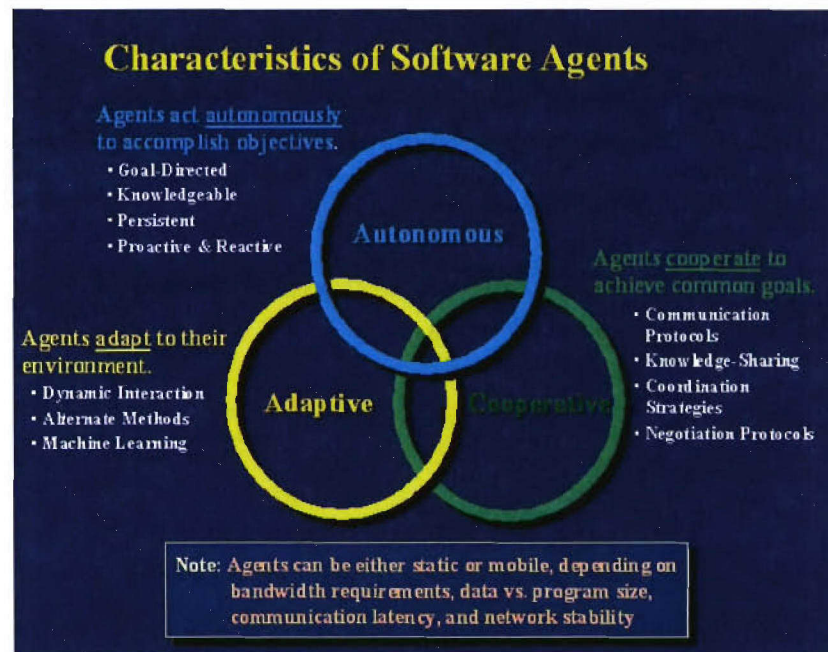 Characteristics of Software Agents
Agents act autonomously
to accomplish objectives.
• Goal-Directed
• Knowledgeable
• Persistent
• Proactive & Reactive
Autonomous
Agents cooperate to
achieve common goals.
• Communication
Protocols
• Knowledge-Sharing
• Coordination
Strategies
• Negotiation Protocols
Agents adapt to their
environment.
• Dynamic Interaction
• Alternate Methods
• Machine Learning
Adaptive
Cooperative
Note: Agents can be either static or mobile, depending on
bandwidth requirements, data vs. program size,
communication latency, and network stability